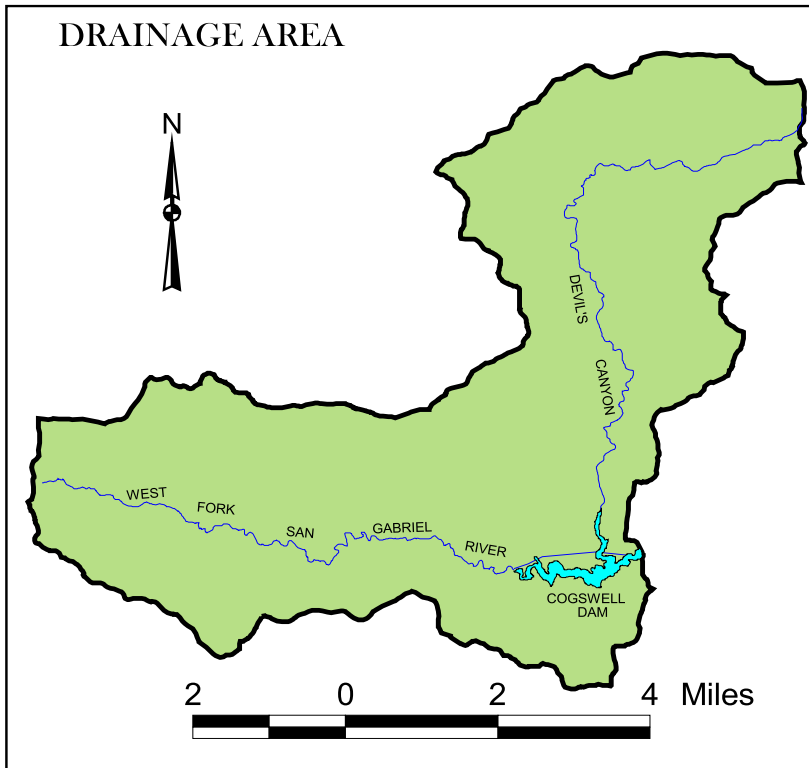 DRAINAGE AREA
N
DEVIL'S
CANYON
WEST
FORK
SAN
GABRIEL
RIVER
COGSWELL
DAM
2 0 2 4 Miles